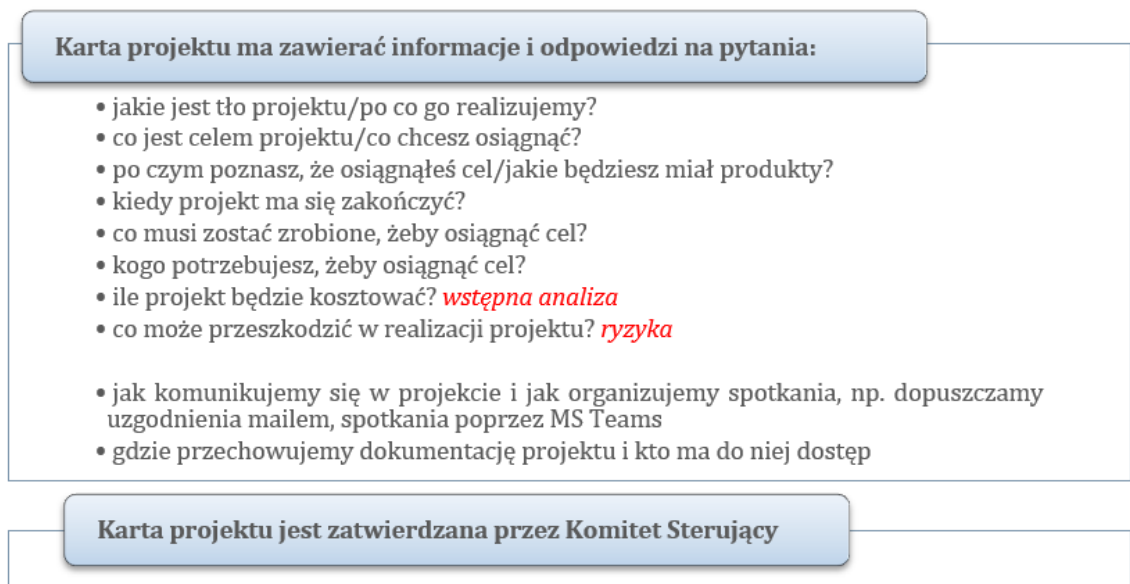 Karta projektu ma zawierać informacje i odpowiedzi na pytania:
• jakie jest tło projektu/po co go realizujemy?
• co jest celem projektu/co chcesz osiągnąć?
• po czym poznasz, że osiągnąłeś cel/jakie będziesz miał produkty?
• kiedy projekt ma się zakończyć?
• co musi zostać zrobione, żeby osiągnąć cel?
• kogo potrzebujesz, żeby osiągnąć cel?
• ile projekt będzie kosztować? wstępna analiza
• co może przeszkodzić w realizacji projektu? ryzyka
• jak komunikujemy się w projekcie i jak organizujemy spotkania, np. dopuszczamy
uzgodnienia mailem, spotkania poprzez MS Teams
• gdzie przechowujemy dokumentację projektu i kto ma do niej dostęp
Karta projektu jest zatwierdzana przez Komitet Sterujący